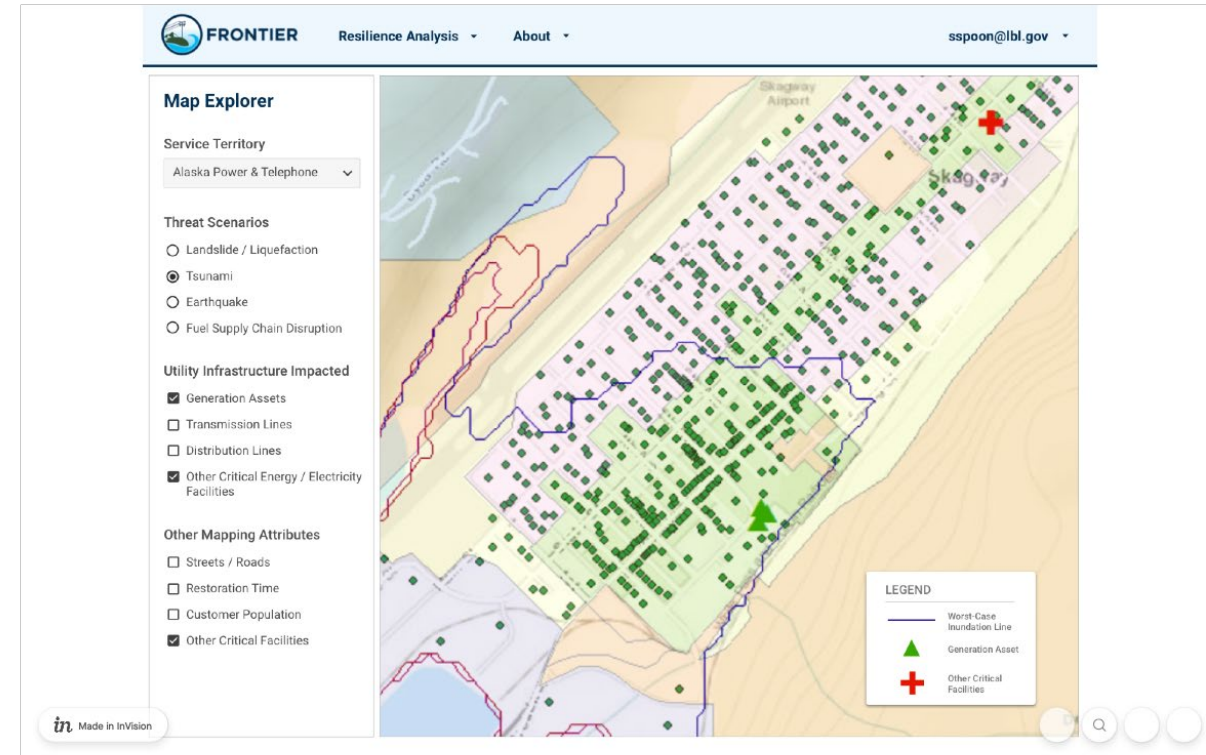 FRONTIER
Resilience Analysis
About
sspoon@lbl.gov
Map Explorer
Service Territory
Alaska Power & Telephone
Threat Scenarios
Landslide / Liquefaction
Tsunami
Earthquake
Fuel Supply Chain Disruption
Utility Infrastructure Impacted
Generation Assets
Transmission Lines
Distribution Lines
Other Critical Energy / Electricity
Facilities
Other Mapping Attributes
Streets / Roads
Restoration Time
Customer Population
Other Critical Facilities
Skagway
Airport
Skagway
LEGEND
Worst-Case
Inundation Line
Generation Asset
Other Critical
Facilities
in Made in InVision